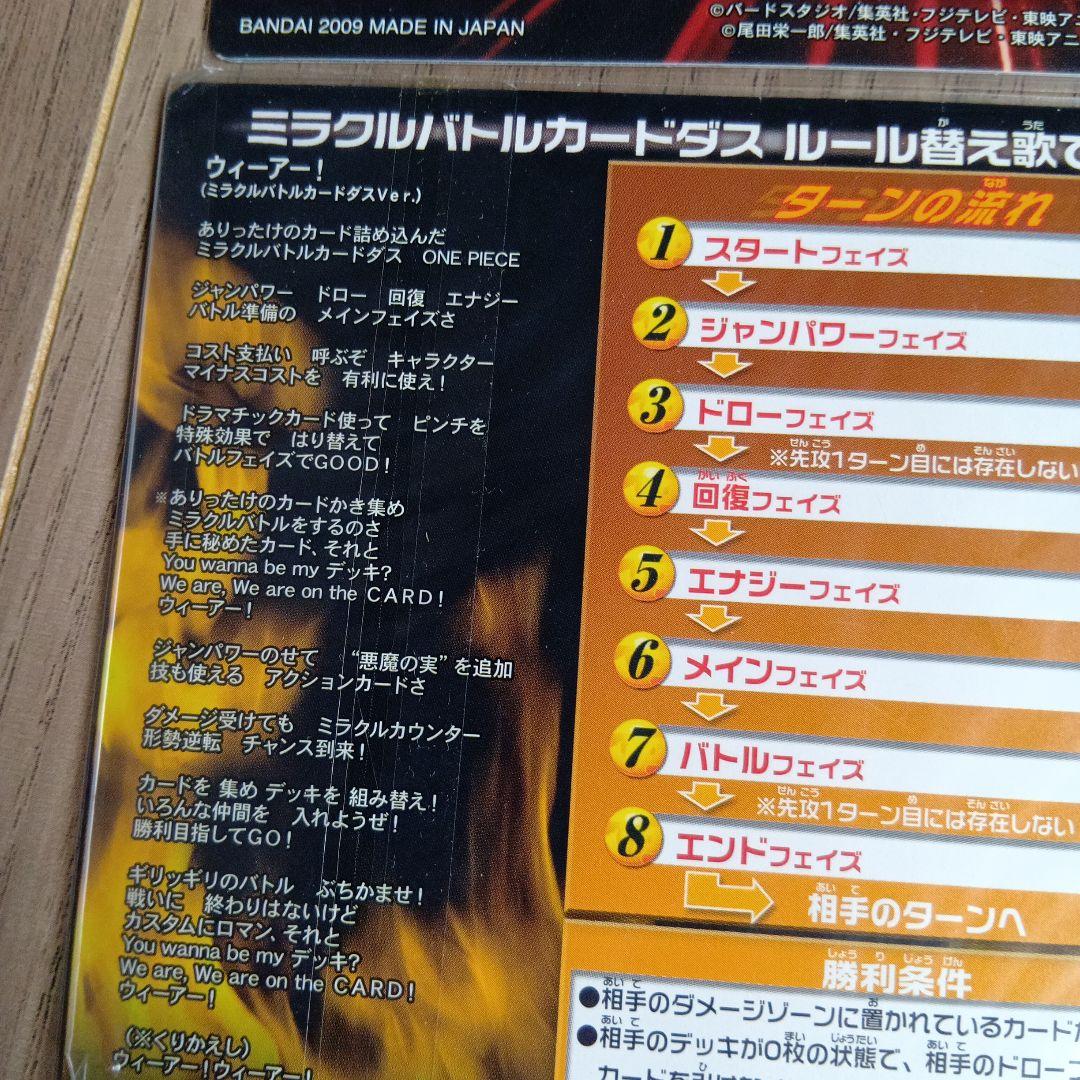 BANDAI 2009 MADE IN JAPAN
©バードスタジオ/集英社・フジテレビ・東映アニ
©尾田栄一郎/集英社・フジテレビ・東映アニ
ミラクルバトルカードダス ルール替え歌で
ウィーアー!
(ミラクルバトルカードダスVer.)
ありったけのカード詰め込んだ
ミラクルバトルカードダス ONE PIECE
ジャンパワー ドロー 回復 エナジー
バトル準備の メインフェイズさ
コスト支払い 呼ぶぞ キャラクター
マイナスコストを 有利に使え!
ドラマチックカード使って ピンチを
特殊効果で はり替えて
バトルフェイズでGOOD!
※ありったけのカードかき集め
ミラクルバトルをするのさ
手に秘めたカード、それと
You wanna be my デッキ?
We are, We are on the CARD!
ウィーアー!
ジャンパワーのせて “悪魔の実”を追加
技も使える アクションカードさ
ダメージ受けても ミラクルカウンター
形勢逆転 チャンス到来!
カードを 集め デッキを 組み替え!
いろんな仲間を 入れようぜ!
勝利目指してGO!
ギリッギリのバトル ぶちかませ!
戦いに 終わりはないけど
カスタムにロマン、それと
You wanna be my デッキ?
We are, We are on the CARD!
ウィーアー!
(※くりかえし)
ウィーアー!ウィーアー!
ターンの流れ
1 スタートフェイズ
2 ジャンパワーフェイズ
3 ドローフェイズ
※先攻1ターン目には存在しない
4 回復フェイズ
5 エナジーフェイズ
6 メインフェイズ
7 バトルフェイズ
※先攻1ターン目には存在しない
8 エンドフェイズ
相手のターンへ
勝利条件
●相手のダメージゾーンに置かれているカードが
●相手のデッキが0枚の状態で、相手のドローフ